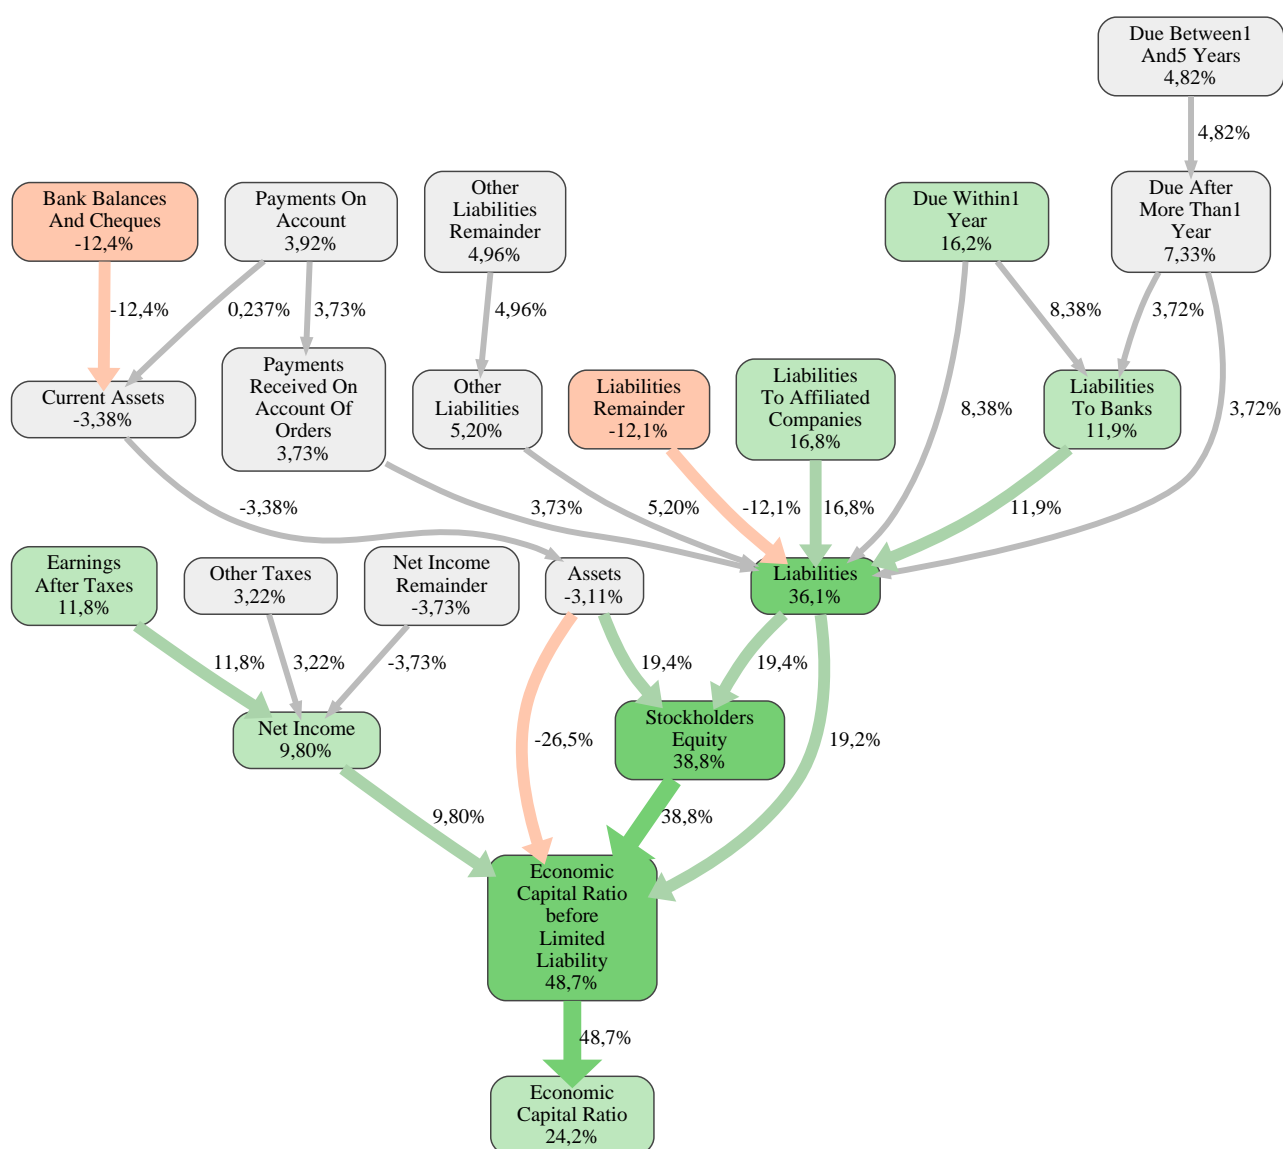 Due Between1
And5 Years
4,82%
4,82%
Bank Balances
And Cheques
-12,4%
Payments On
Account
3,92%
Other
Liabilities
Remainder
4,96%
Due Within1
Year
16,2%
Due After
More Than1
Year
7,33%
-12,4%
0,237%
3,73%
4,96%
8,38%
3,72%
Current Assets
-3,38%
Payments
Received On
Account Of
Orders
3,73%
Other
Liabilities
5,20%
Liabilities
Remainder
-12,1%
Liabilities
To Affiliated
Companies
16,8%
8,38%
Liabilities
To Banks
11,9%
3,72%
-3,38%
3,73%
5,20%
-12,1%
16,8%
11,9%
Earnings
After Taxes
11,8%
Other Taxes
3,22%
Net Income
Remainder
-3,73%
Assets
-3,11%
Liabilities
36,1%
11,8%
3,22%
-3,73%
19,4%
19,4%
Net Income
9,80%
-26,5%
Stockholders
Equity
38,8%
19,2%
9,80%
38,8%
Economic
Capital Ratio
before
Limited
Liability
48,7%
48,7%
Economic
Capital Ratio
24,2%